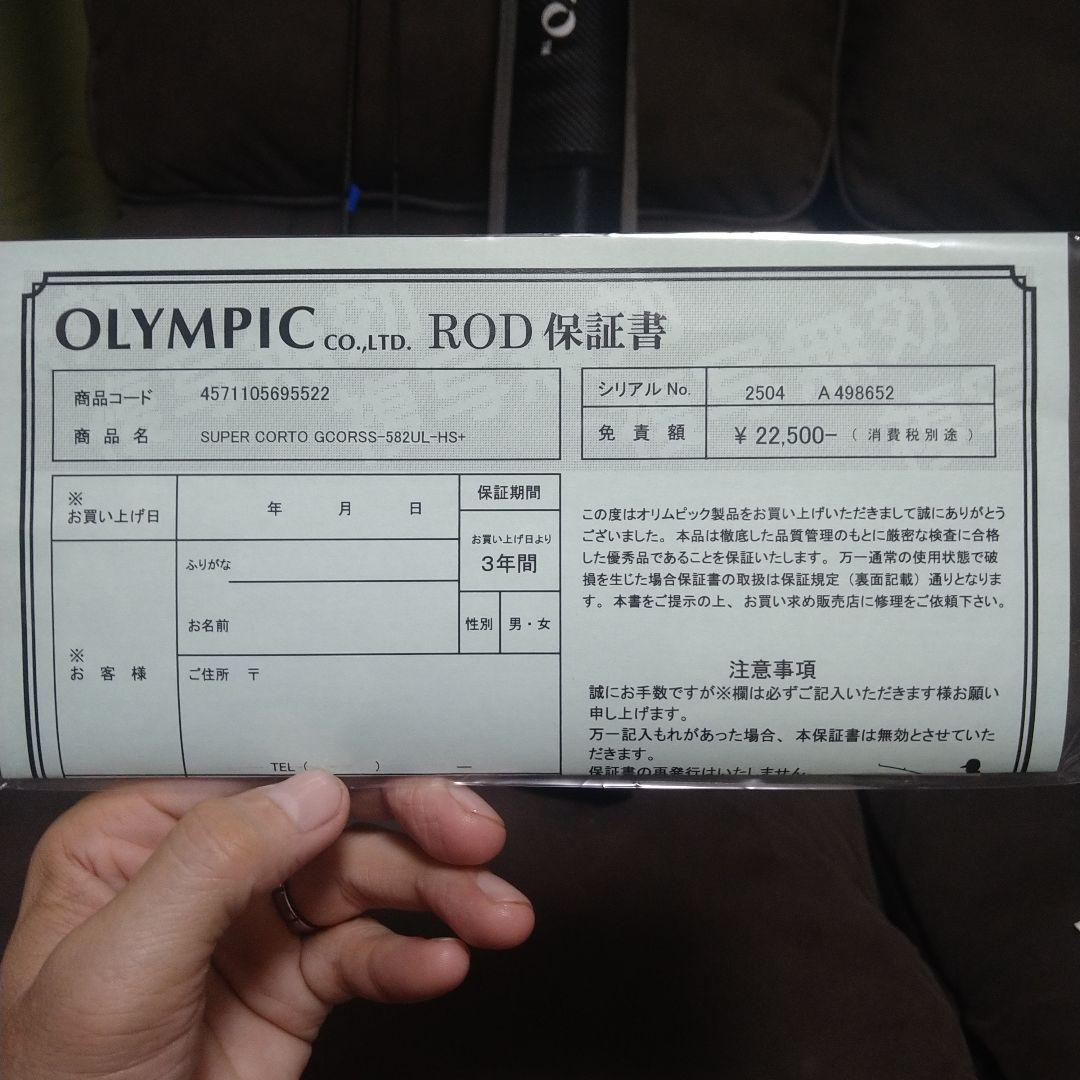 OLYMPIC CO.,LTD. ROD 保証書
商品コード 4571105695522
商品名 SUPER CORTO GCORSS-582UL-HS+
シリアル No. 2504 A 498652
免責額 ¥ 22,500− (消費税別途)
※
お買い上げ日
年 月 日
保証期間
お買い上げ日より
3年間
ふりがな
お名前
性別 男・女
※
お客様
ご住所 〒
TEL ( ) ー
この度はオリムピック製品をお買い上げいただきまして誠にありがとう
ございました。本品は徹底した品質管理のもとに厳密な検査に合格
した優秀品であることを保証いたします。万一通常の使用状態で破
損を生じた場合保証書の取扱は保証規定(裏面記載)通りとなりま
す。本書をご提示の上、お買い求め販売店に修理をご依頼下さい。
注意事項
誠にお手数ですが※欄は必ずご記入いただきます様お願い
申し上げます。
万一記入もれがあった場合、本保証書は無効とさせていた
だきます。
保証書の再発行はいたしません